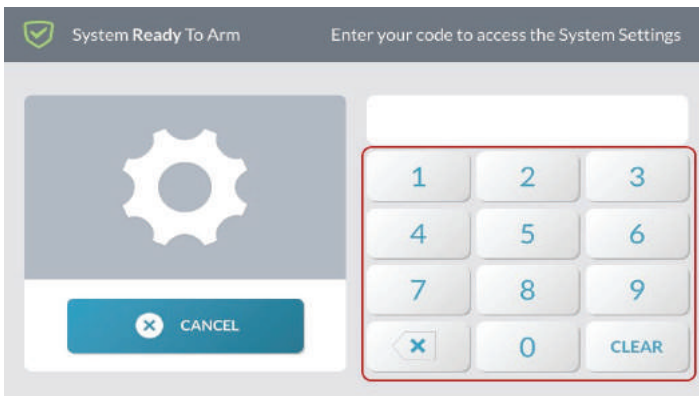 System Ready To Arm
Enter your code to access the System Settings
1 2 3
4 5 6
7 8 9
0 CLEAR
CANCEL